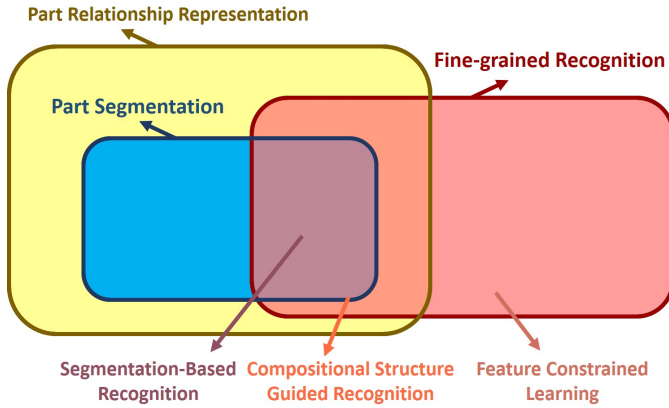 Part Relationship Representation
Fine-grained Recognition
Part Segmentation
Segmentation-Based
Recognition
Compositional Structure
Guided Recognition
Feature Constrained
Learning